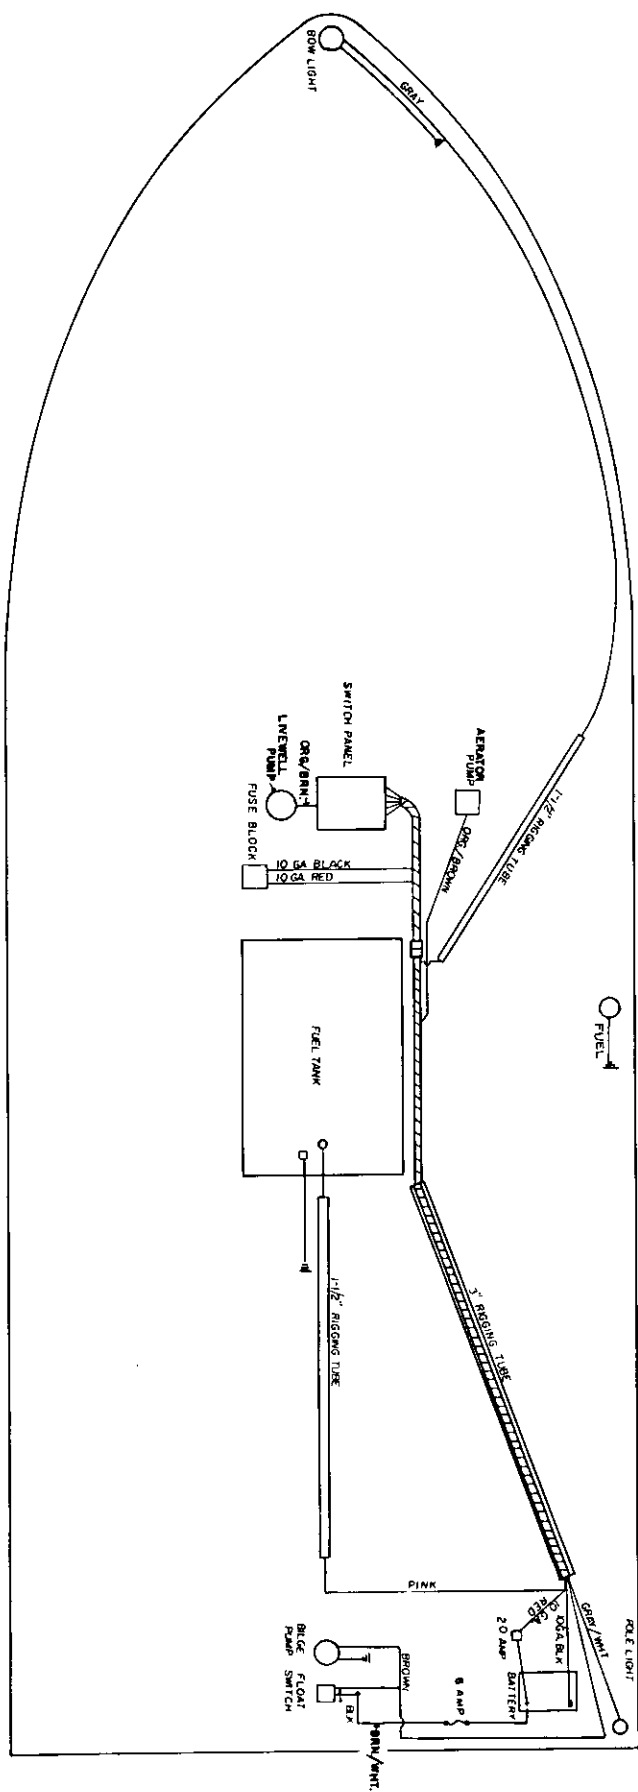 BOW LIGHT
GRAY
1-1/2" RIGGING TUBE
AERATOR
PUMP
ORG/BROWN
SWITCH PANEL
ORG/BRN
LIVEWELL
PUMP
FUSE BLOCK
10 GA BLACK
10 GA RED
FUEL
FUEL TANK
3" RIGGING TUBE
1-1/2" RIGGING TUBE
PINK
POLE LIGHT
GRAY/WHT
10GA. BLK
10 GA
RED
20 AMP
BATTERY
6 AMP
BROWN
BILGE
PUMP
FLOAT
SWITCH
BLK
BRN/WHT.